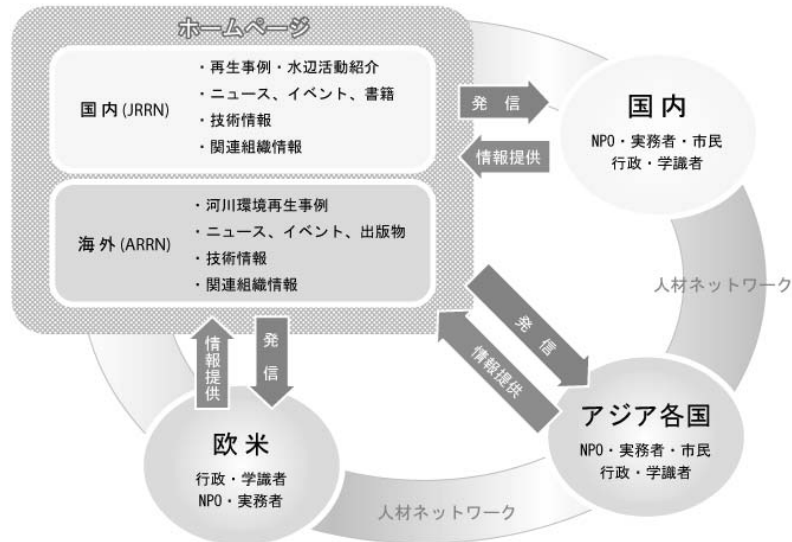 ホームページ
国内(JRRN)
・再生事例・水辺活動紹介
・ニュース、イベント、書籍
・技術情報
・関連組織情報
発信
情報提供
国内
NPO・実務者・市民
行政・学識者
海外(ARRN)
・河川環境再生事例
・ニュース、イベント、出版物
・技術情報
・関連組織情報
人材ネットワーク
発信
情報提供
情報提供
発信
アジア各国
NPO・実務者・市民
行政・学識者
欧米
行政・学識者
NPO・実務者
人材ネットワーク